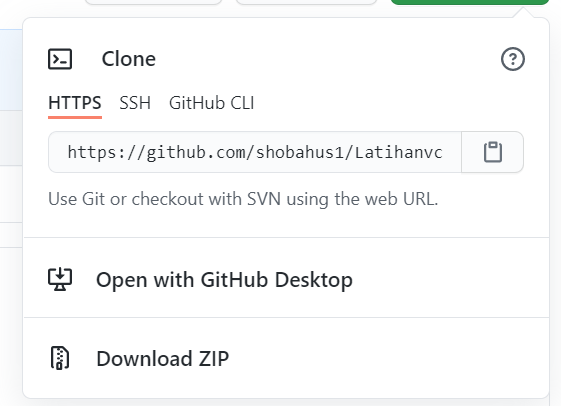 Clone
HTTPS SSH GitHub CLI
https://github.com/shobahus1/Latihanvc
Use Git or checkout with SVN using the web URL.
Open with GitHub Desktop
Download ZIP